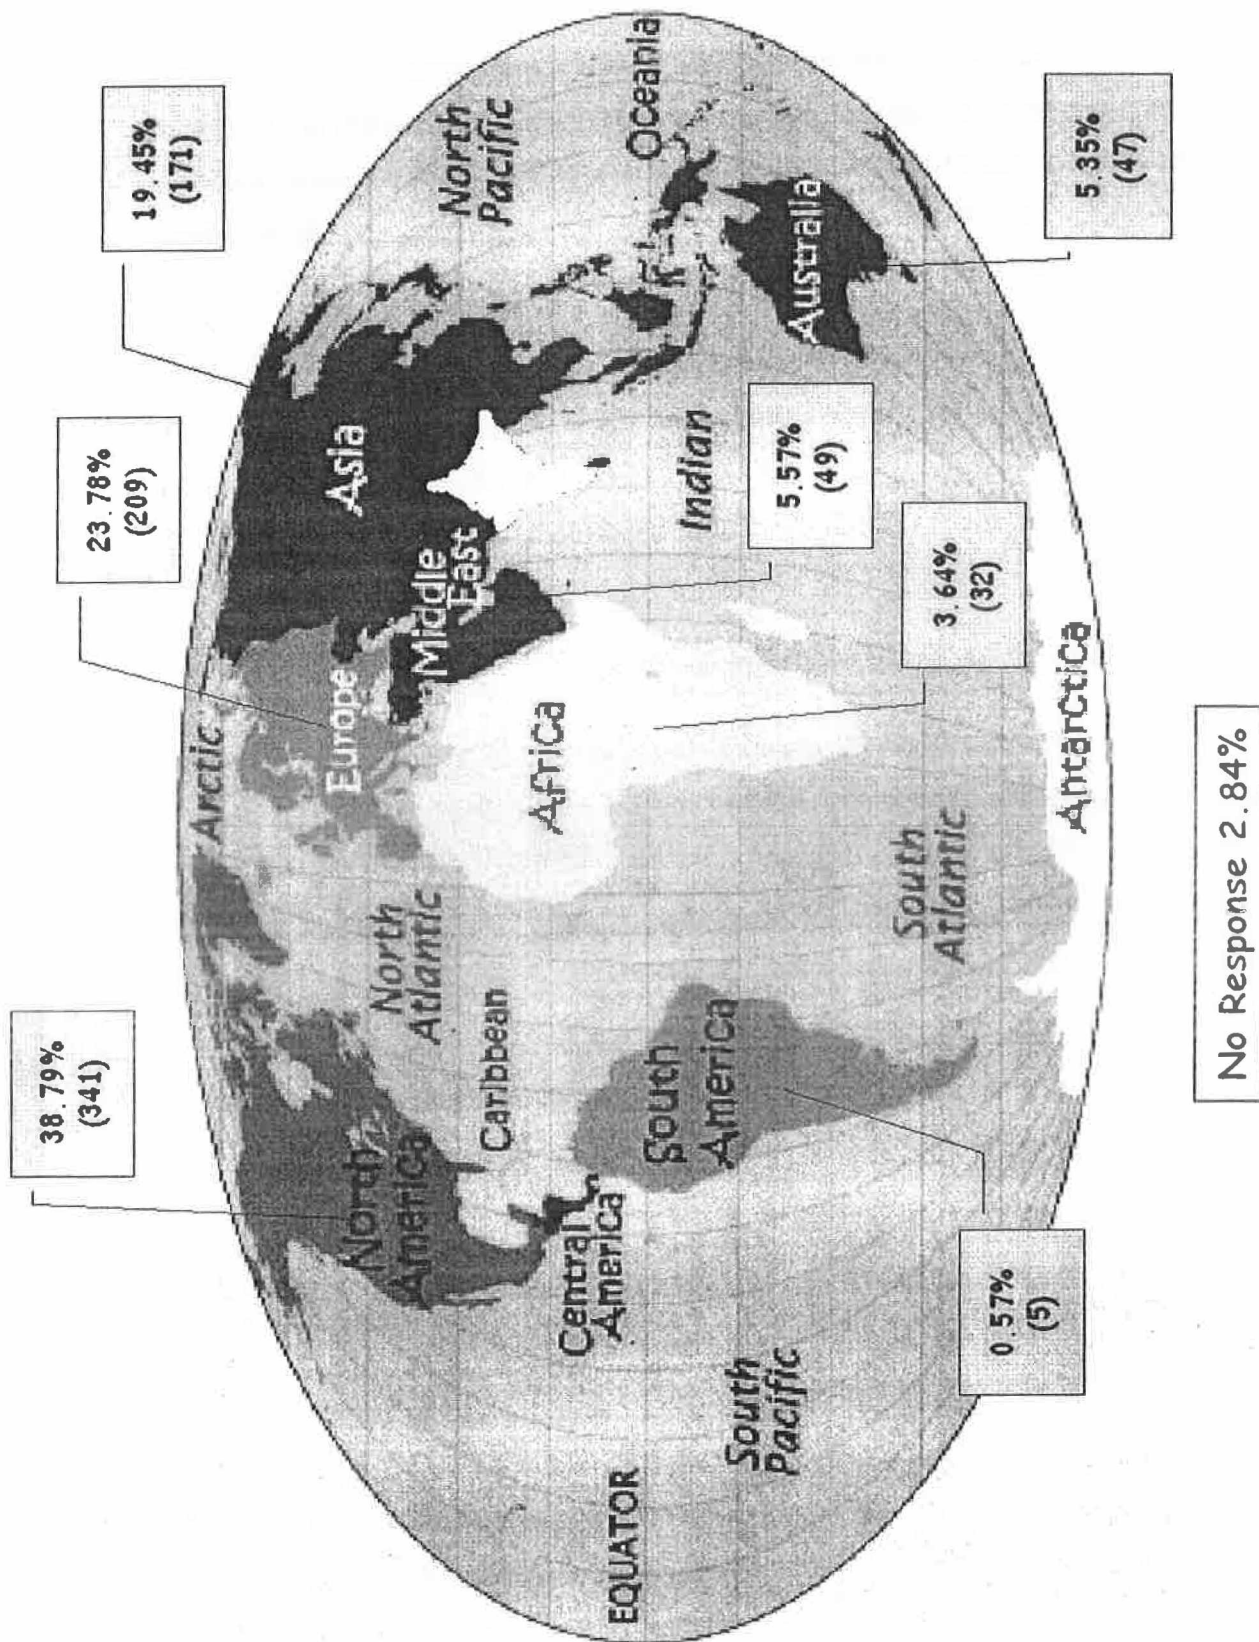 38.79%
(341)
23.78%
(209)
19.45%
(171)
Arctic
North
America
North
Atlantic
Europe
Asia
North
Pacific
Caribbean
Middle
East
Central
America
Africa
Oceania
EQUATOR
South
America
Indian
Australia
South
Pacific
South
Atlantic
5.57%
(49)
3.64%
(32)
0.57%
(5)
5.35%
(47)
Antarctica
No Response 2.84%